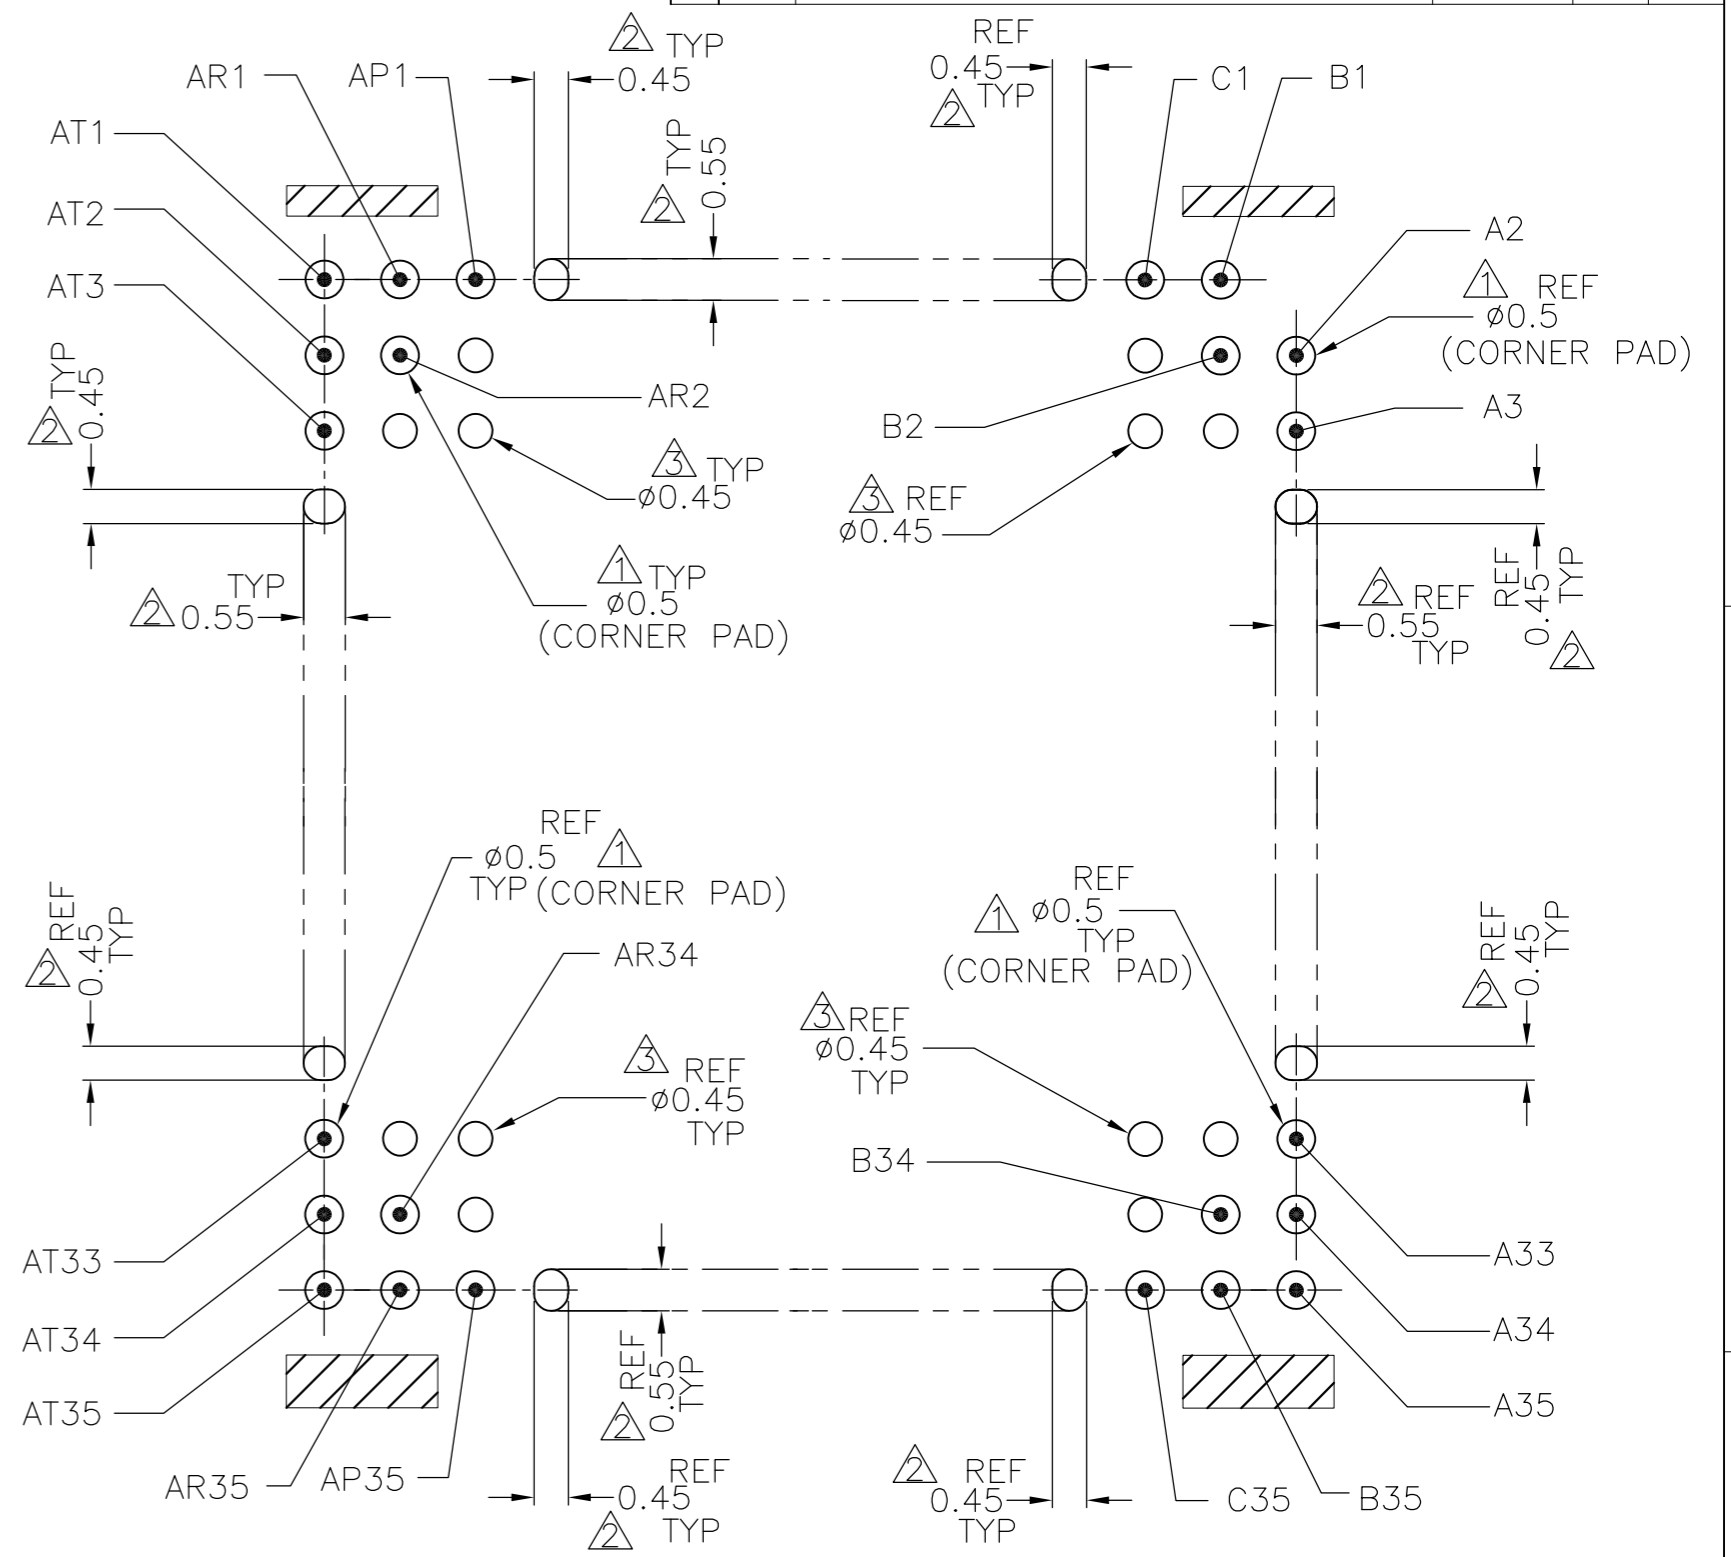 2 TYP
0.45
REF
0.45
TYP
2
AR1
AP1
C1
B1
AT1
2 TYP
0.55
AT2
A2
AT3
1 REF
ø0.5
(CORNER PAD)
2 TYP
0.45
AR2
B2
A3
3 TYP
ø0.45
3 REF
ø0.45
1 TYP
ø0.5
(CORNER PAD)
TYP
2 0.55
2 REF
0.55
TYP
REF
0.45
TYP
2
REF
ø0.5 1
TYP (CORNER PAD)
REF
1 ø0.5
TYP
(CORNER PAD)
2 REF
0.45
TYP
AR34
2 REF
0.45
TYP
3 REF
ø0.45
TYP
3 REF
ø0.45
TYP
B34
AT33
A33
AT34
A34
AT35
A35
2 REF
0.55
TYP
AR35
AP35
REF
0.45
2 TYP
2 REF
0.45
TYP
C35
B35